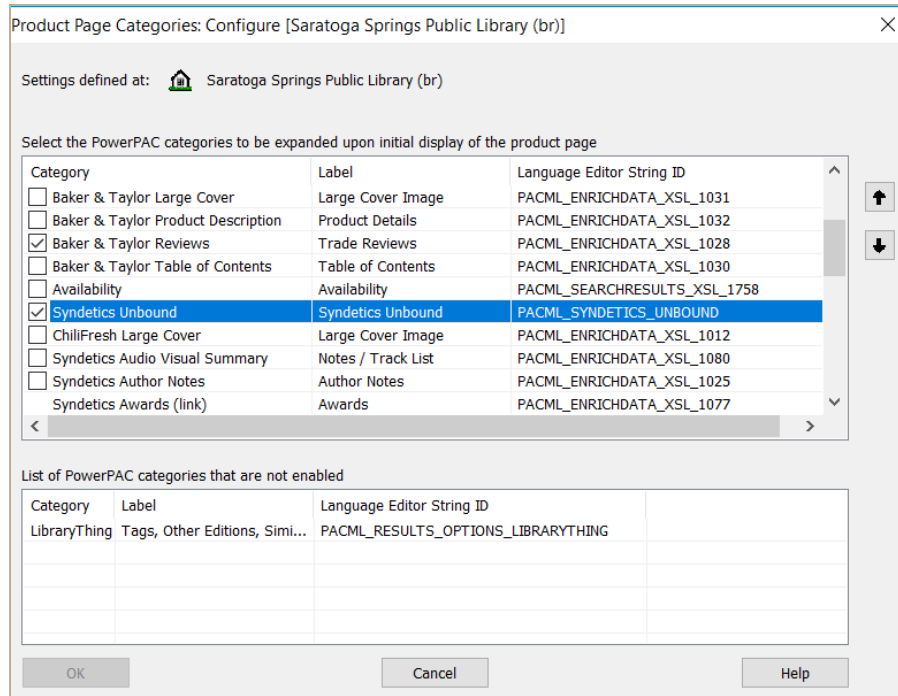 Product Page Categories: Configure [Saratoga Springs Public Library (br)]
Settings defined at: Saratoga Springs Public Library (br)
Select the PowerPAC categories to be expanded upon initial display of the product page
Category Label Language Editor String ID
Baker & Taylor Large Cover Large Cover Image PACML_ENRICHDATA_XSL_1031
Baker & Taylor Product Description Product Details PACML_ENRICHDATA_XSL_1032
Baker & Taylor Reviews Trade Reviews PACML_ENRICHDATA_XSL_1028
Baker & Taylor Table of Contents Table of Contents PACML_ENRICHDATA_XSL_1030
Availability Availability PACML_SEARCHRESULTS_XSL_1758
Syndetics Unbound Syndetics Unbound PACML_SYNDETICS_UNBOUND
ChiliFresh Large Cover Large Cover Image PACML_ENRICHDATA_XSL_1012
Syndetics Audio Visual Summary Notes / Track List PACML_ENRICHDATA_XSL_1080
Syndetics Author Notes Author Notes PACML_ENRICHDATA_XSL_1025
Syndetics Awards (link) Awards PACML_ENRICHDATA_XSL_1077
List of PowerPAC categories that are not enabled
Category Label Language Editor String ID
LibraryThing Tags, Other Editions, Simi... PACML_RESULTS_OPTIONS_LIBRARYTHING
OK Cancel Help